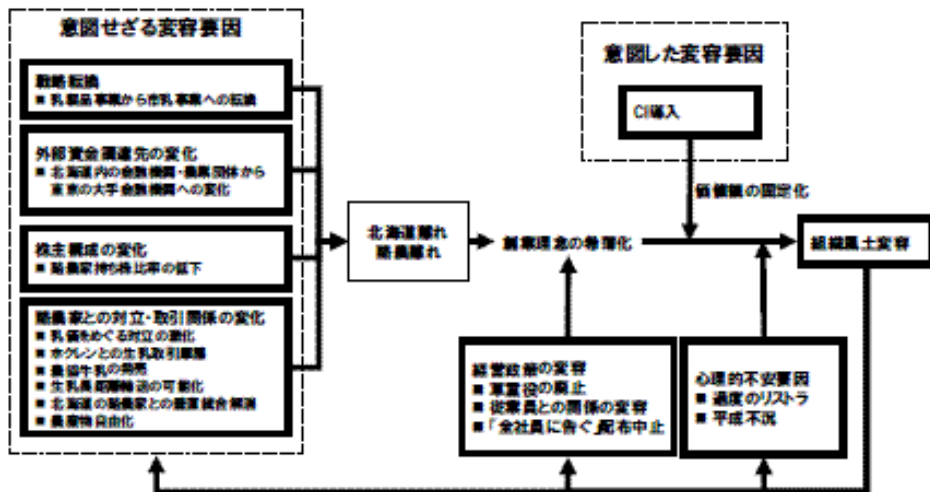 意図せざる変容要因
戦略転換
■ 乳製品事業から市乳事業への転換
外部資金調達先の変化
■ 北海道内の金融機関・農業団体から
東京の大手金融機関への変化
株主構成の変化
■ 酪農家持ち株比率の低下
酪農家との対立・取引関係の変化
■ 乳価をめぐる対立の激化
■ ホクレンとの生乳取引
■ 農協牛乳の発売
■ 生乳長距離輸送の可能化
■ 北海道の酪農家との
■ 農産物自由化
北海道離れ
酪農離れ
創業理念の希薄化
意図した変容要因
CI導入
価値観の固定化
組織風土変容
経営政策の変容
■ の廃止
■ 従業員との関係の変容
■「全社員に告ぐ」配布中止
心理的不安要因
■ 過度のリストラ
■ 平成不況